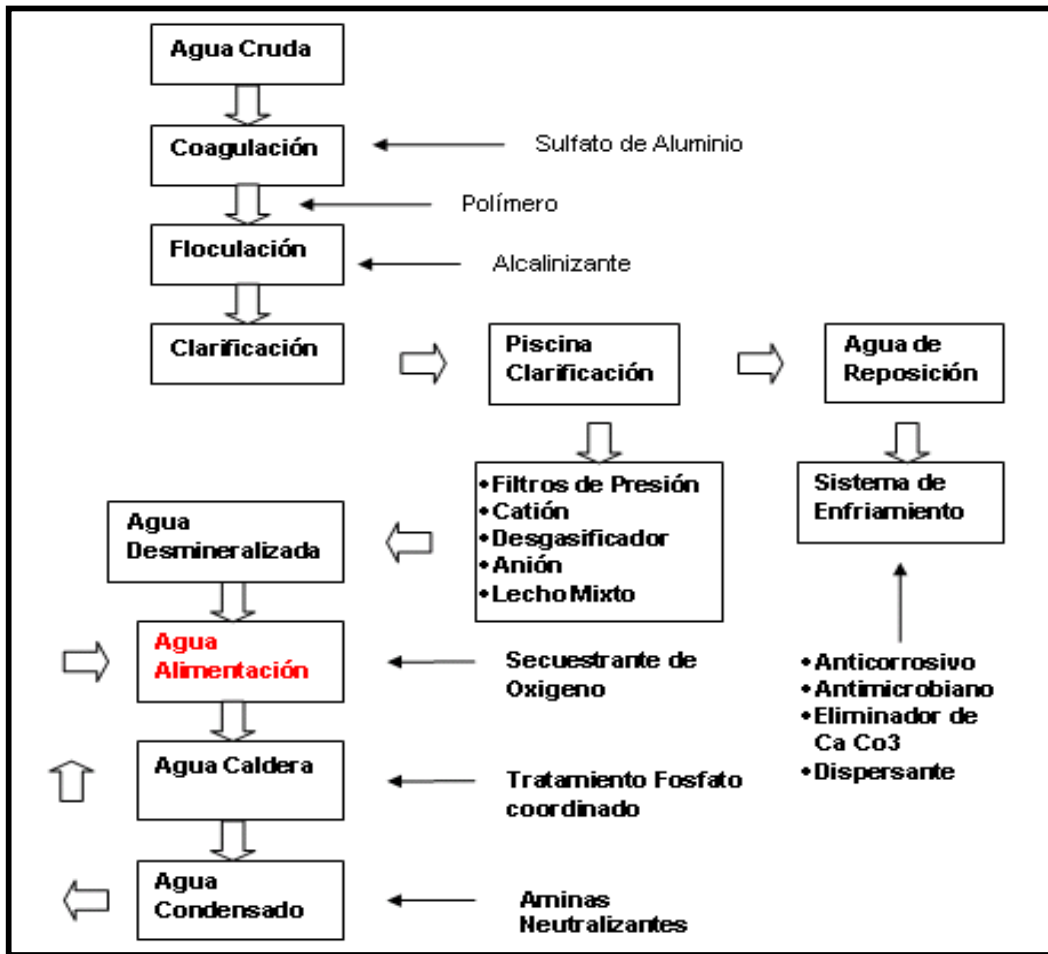 Agua Cruda
Coagulación
Sulfato de Aluminio
Polímero
Floculación
Alcalinizante
Clarificación
Piscina
Clarificación
Agua de
Reposición
•Filtros de Presión
•Catión
•Desgasificador
•Anión
•Lecho Mixto
Sistema de
Enfriamiento
Agua
Desmineralizada
Agua
Alimentación
Secuestrante de
Oxigeno
•Anticorrosivo
•Antimicrobiano
•Eliminador de
Ca Co3
•Dispersante
Agua Caldera
Tratamiento Fosfato
coordinado
Agua
Condensado
Aminas
Neutralizantes